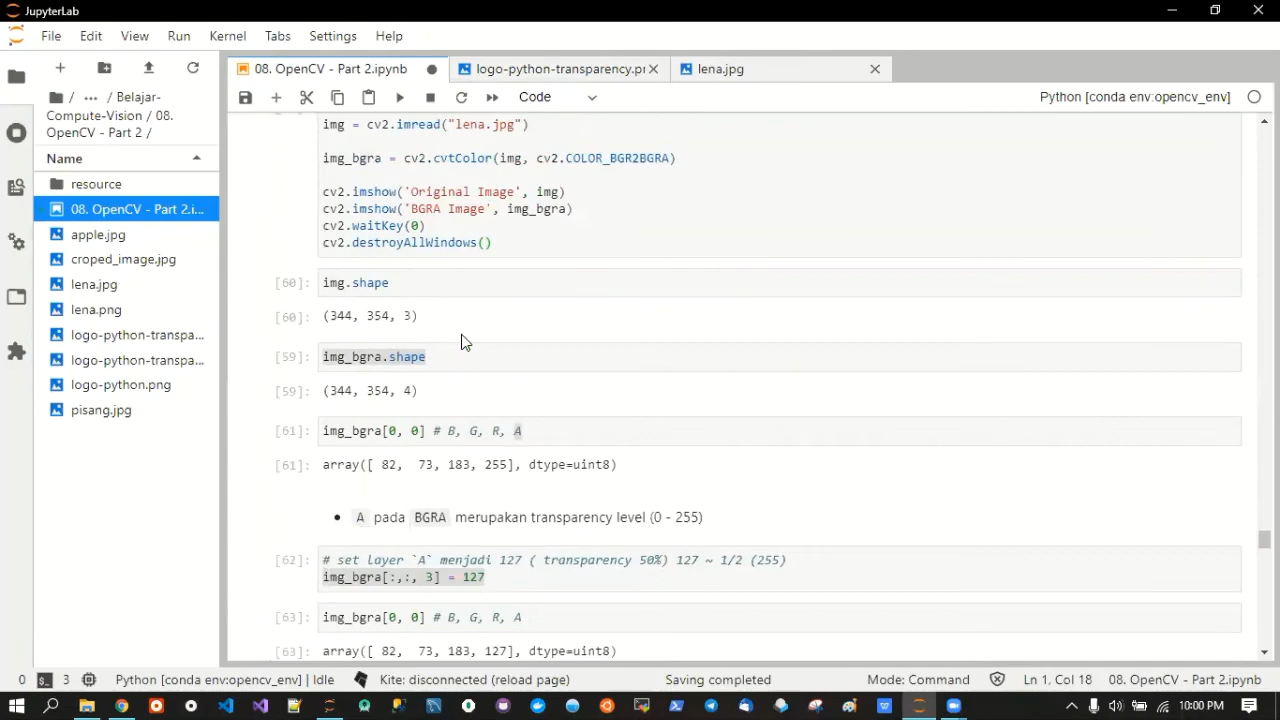 JupyterLab
File Edit View Run Kernel Tabs Settings Help
08. OpenCV - Part 2.ipynb
logo-python-transparency.pr
lena.jpg
/ ··· / Belajar-
Compute-Vision / 08.
OpenCV - Part 2 /
Code
Python [conda env:opencv_env]
Name
resource
08. OpenCV - Part 2.i...
apple.jpg
croped_image.jpg
lena.jpg
lena.png
logo-python-transpa...
logo-python-transpa...
logo-python.png
pisang.jpg
img = cv2.imread("lena.jpg")
img_bgra = cv2.cvtColor(img, cv2.COLOR_BGR2BGRA)
cv2.imshow('Original Image', img)
cv2.imshow('BGRA Image', img_bgra)
cv2.waitKey(0)
cv2.destroyAllWindows()
[60]: img.shape
[60]: (344, 354, 3)
[59]: img_bgra.shape
[59]: (344, 354, 4)
[61]: img_bgra[0, 0] # B, G, R, A
[61]: array([ 82,  73, 183, 255], dtype=uint8)
• A pada BGRA merupakan transparency level (0 - 255)
[62]: # set layer `A` menjadi 127 ( transparency 50%) 127 ~ 1/2 (255)
img_bgra[:,:, 3] = 127
[63]: img_bgra[0, 0] # B, G, R, A
[63]: array([ 82,  73, 183, 127], dtype=uint8)
0 3 Python [conda env:opencv_env] | Idle Kite: disconnected (reload page) Saving completed Mode: Command Ln 1, Col 18 08. OpenCV - Part 2.ipynb
10:00 PM